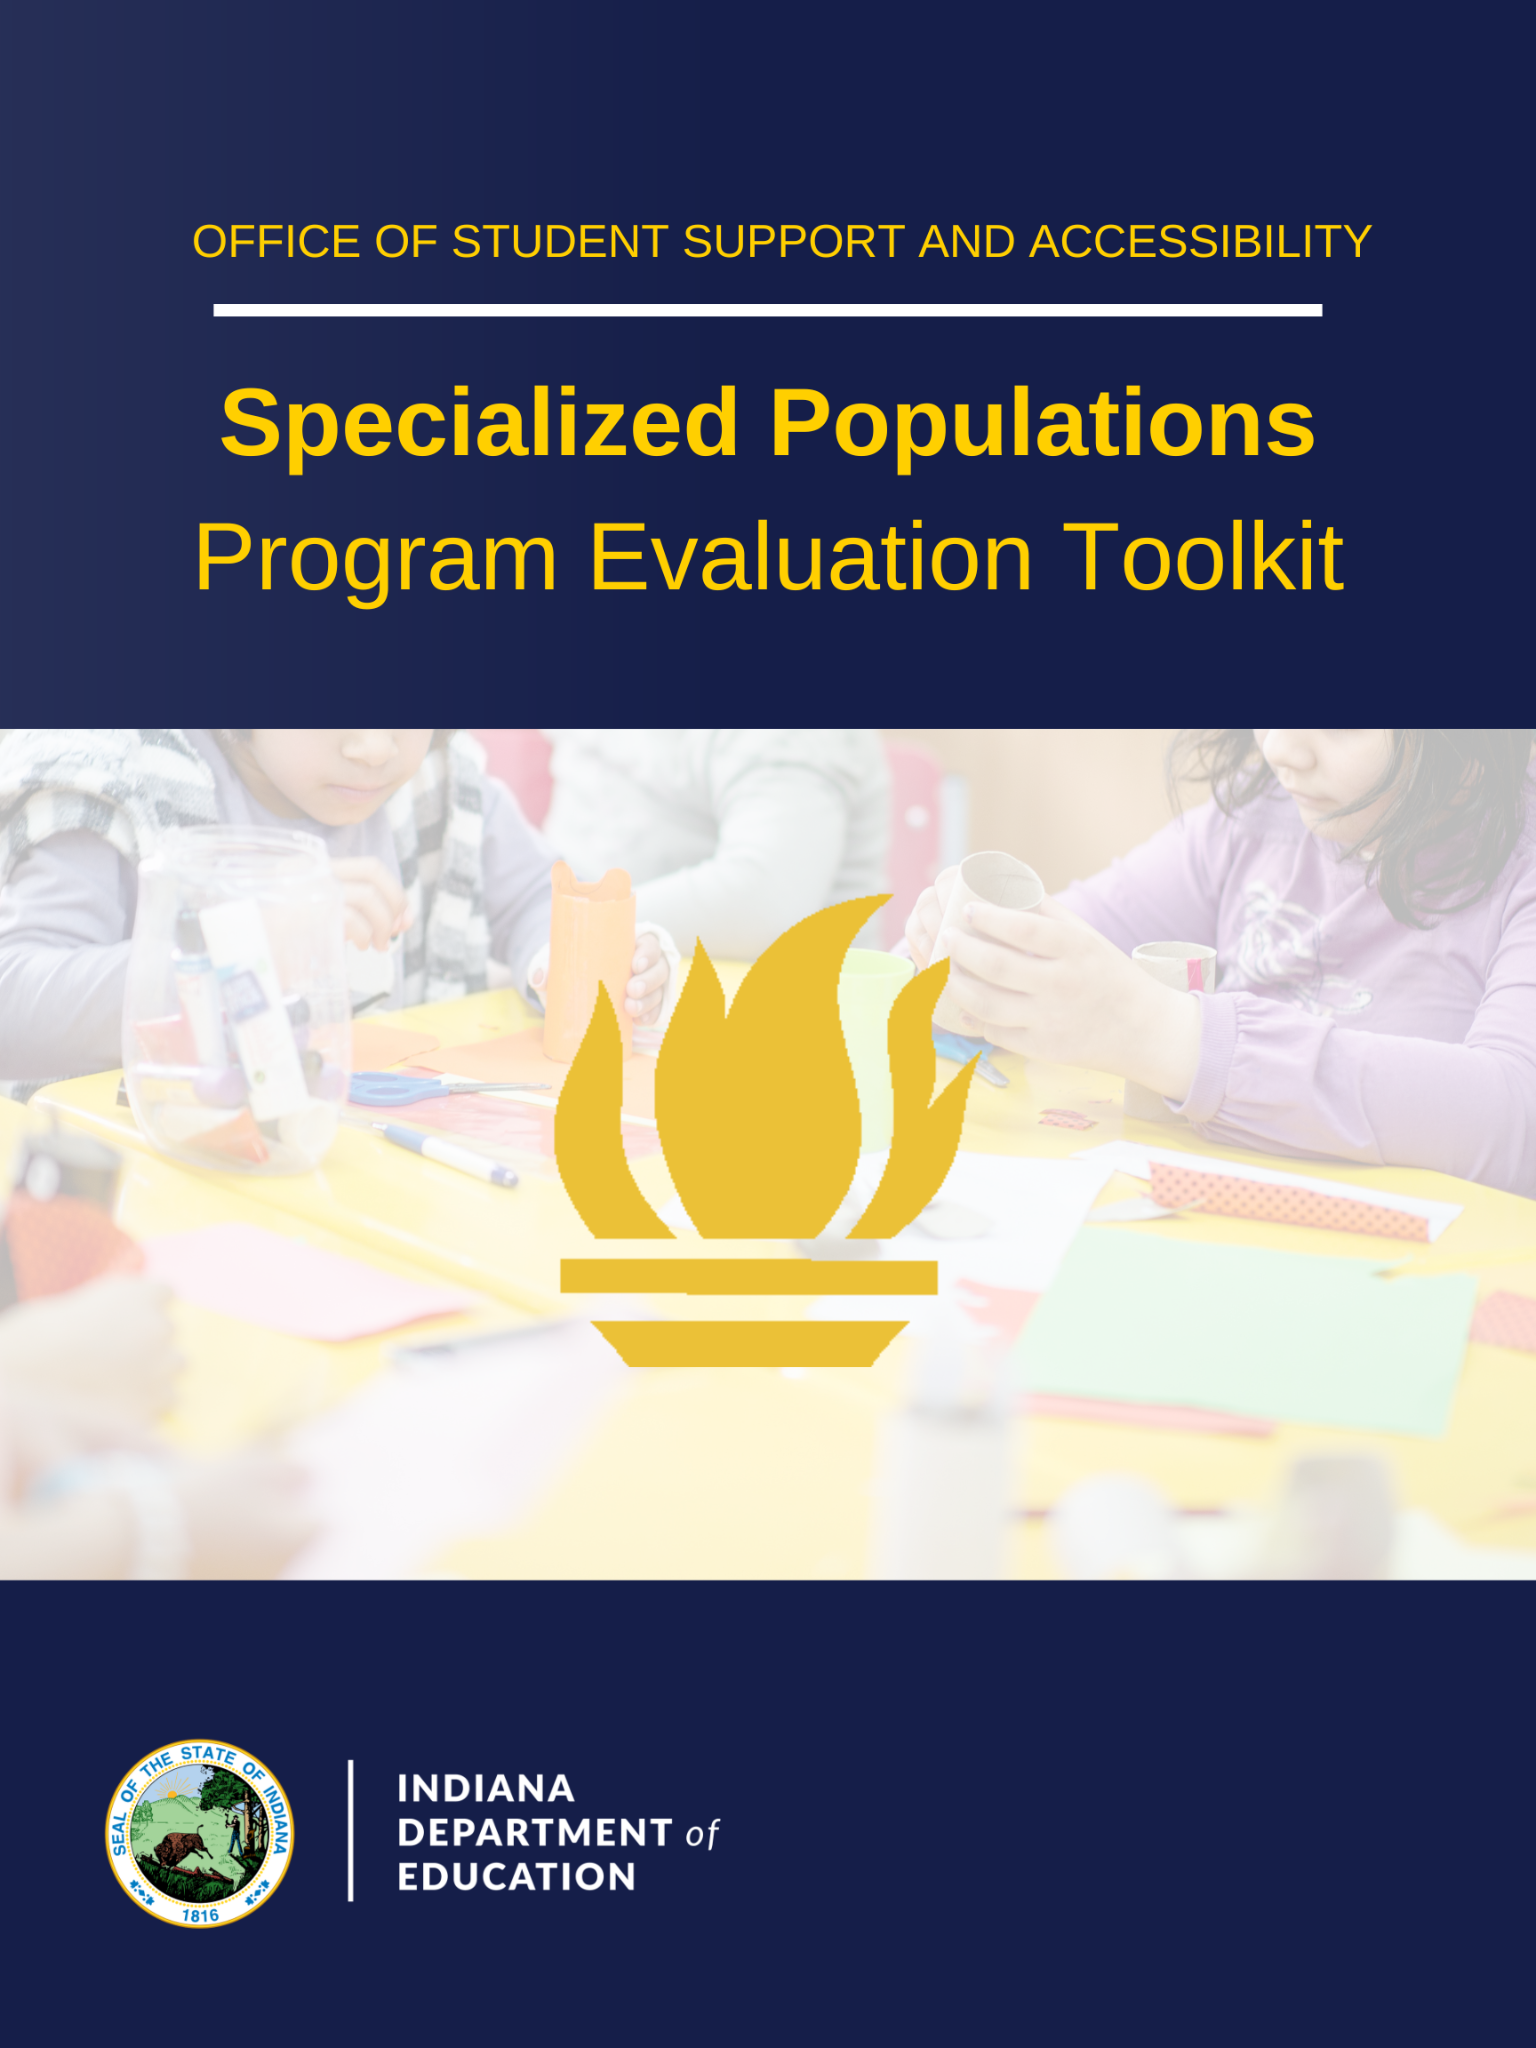 OFFICE OF STUDENT SUPPORT AND ACCESSIBILITY
Specialized Populations
Program Evaluation Toolkit
SEAL OF THE STATE OF INDIANA
1816
INDIANA
DEPARTMENT of
EDUCATION